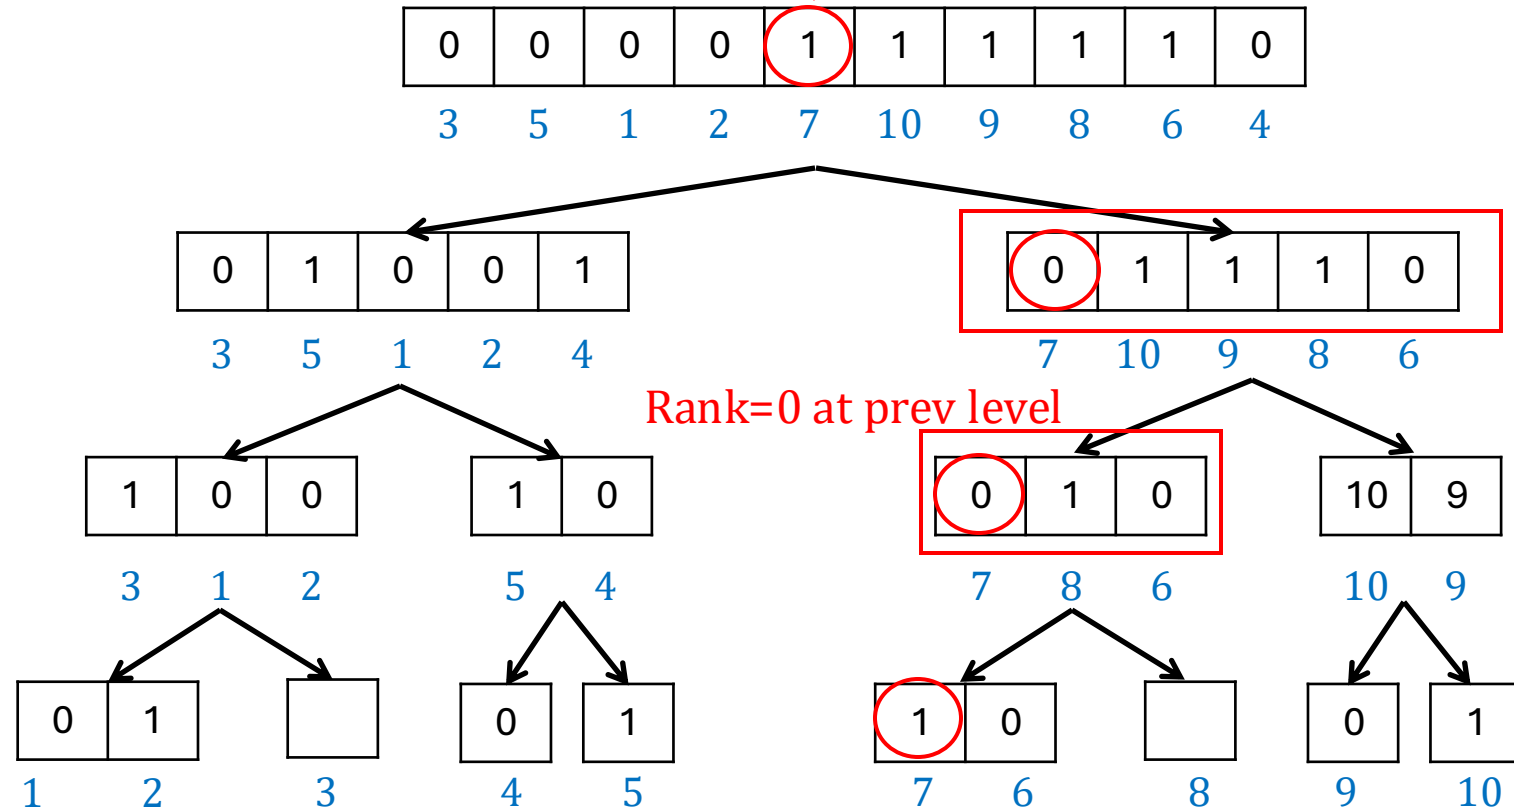 0 0 0 0 1 1 1 1 1 0
3 5 1 2 7 10 9 8 6 4
0 1 0 0 1 0 1 1 1 0
3 5 1 2 4 7 10 9 8 6
Rank=0 at prev level
1 0 0 1 0 0 1 0 10 9
3 1 2 5 4 7 8 6 10 9
0 1 0 1 1 0 0 1
1 2 3 4 5 7 6 8 9 10